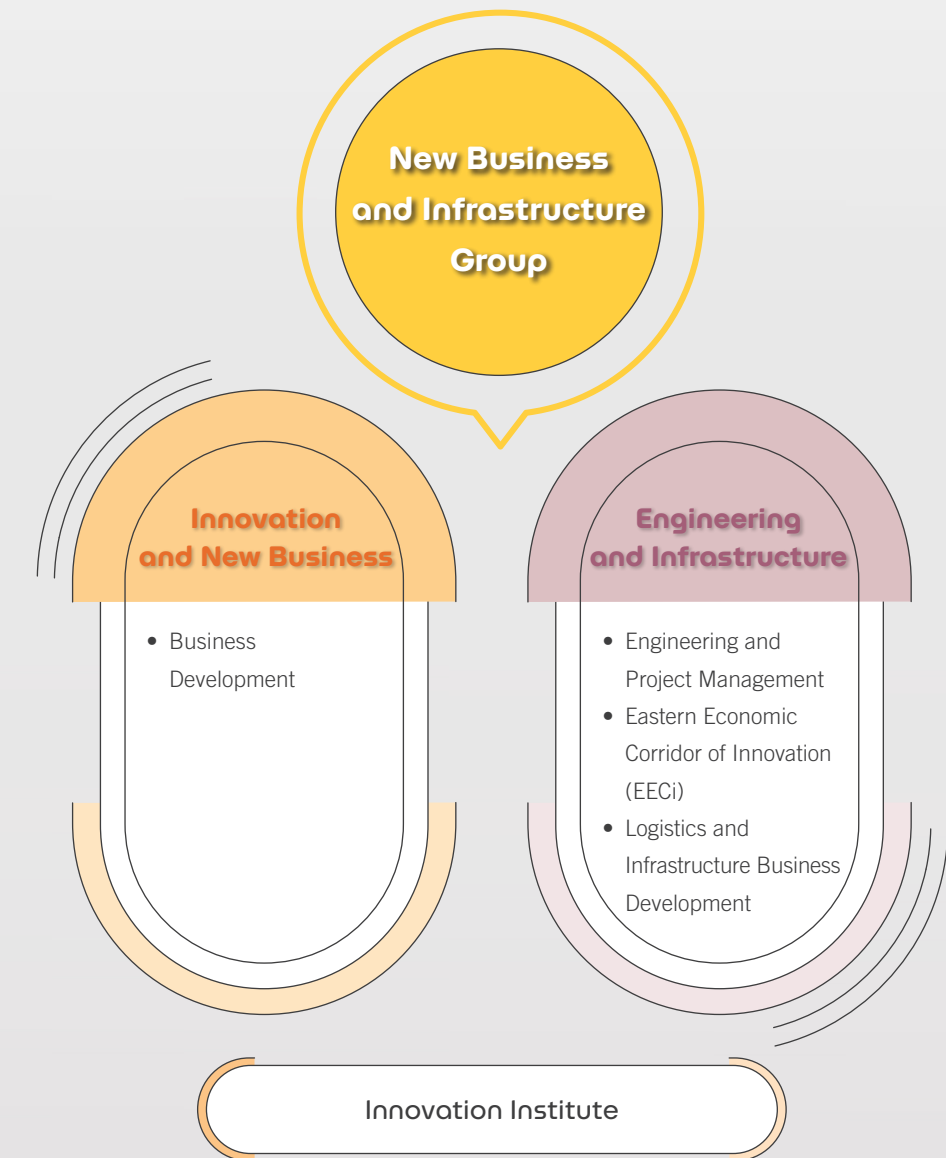 New Business
and Infrastructure
Group
Innovation
and New Business
• Business
Development
Engineering
and Infrastructure
• Engineering and
Project Management
• Eastern Economic
Corridor of Innovation
(EECi)
• Logistics and
Infrastructure Business
Development
Innovation Institute